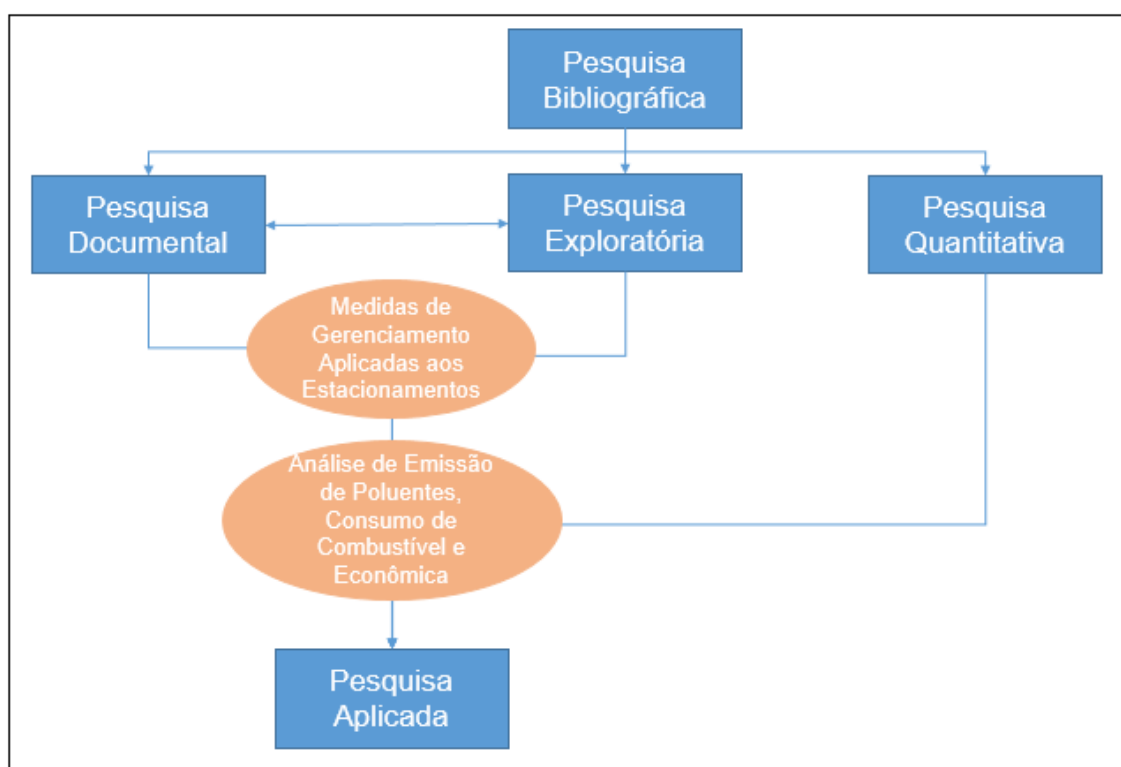 Pesquisa
Bibliográfica
Pesquisa
Documental
Pesquisa
Exploratória
Pesquisa
Quantitativa
Medidas de
Gerenciamento
Aplicadas aos
Estacionamentos
Análise de Emissão
de Poluentes,
Consumo de
Combustível e
Econômica
Pesquisa
Aplicada